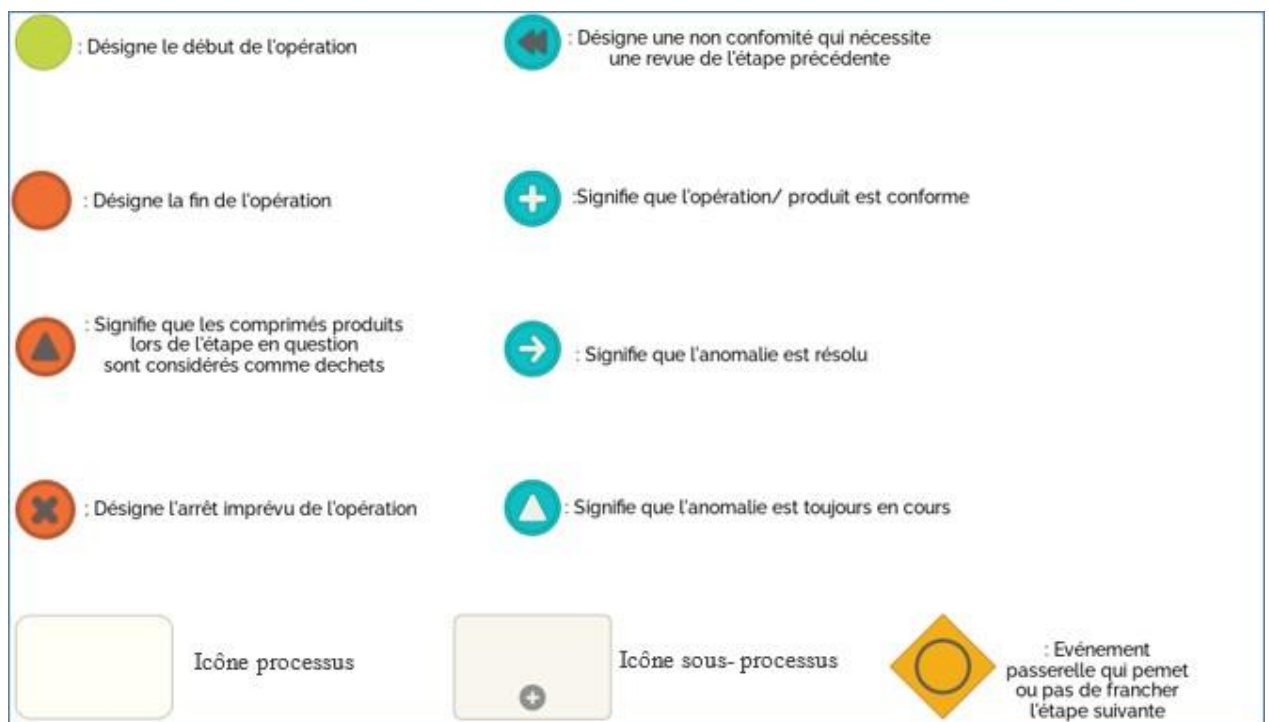 : Désigne le début de l'opération
: Désigne une non confomité qui nécessite
une revue de l'étape précédente
: Désigne la fin de l'opération
:Signifie que l'opération/ produit est conforme
: Signifie que les comprimés produits
lors de l'étape en question
sont considérés comme dechets
: Signifie que l'anomalie est résolu
: Désigne l'arrêt imprévu de l'opération
: Signifie que l'anomalie est toujours en cours
Icône processus
Icône sous- processus
: Evénement
passerelle qui pemet
ou pas de francher
l'étape suivante